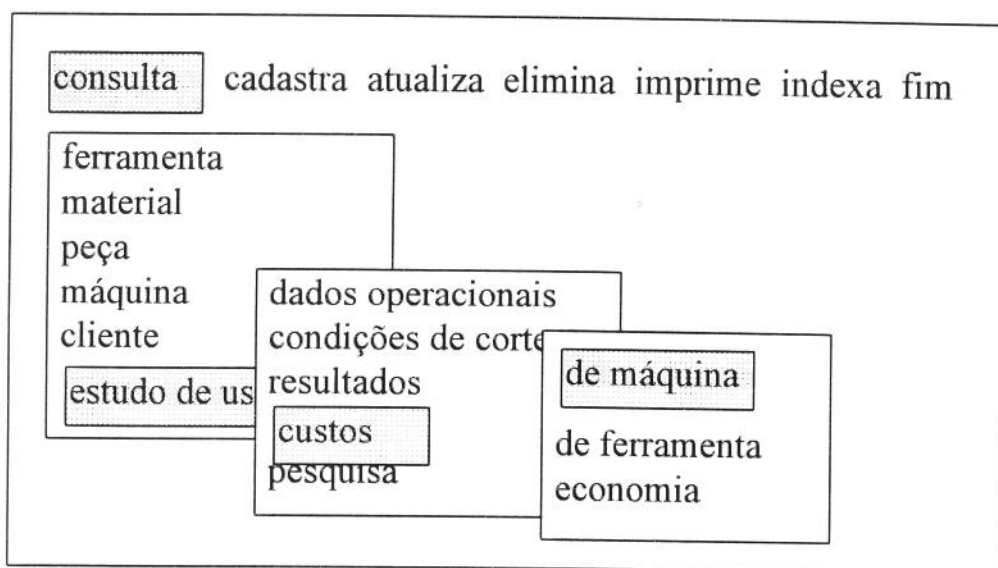 consulta cadastra atualiza elimina imprime indexa fim
ferramenta
material
peça
máquina
cliente
estudo de us
dados operacionais
condições de corte
resultados
custos
pesquisa
de máquina
de ferramenta
economia